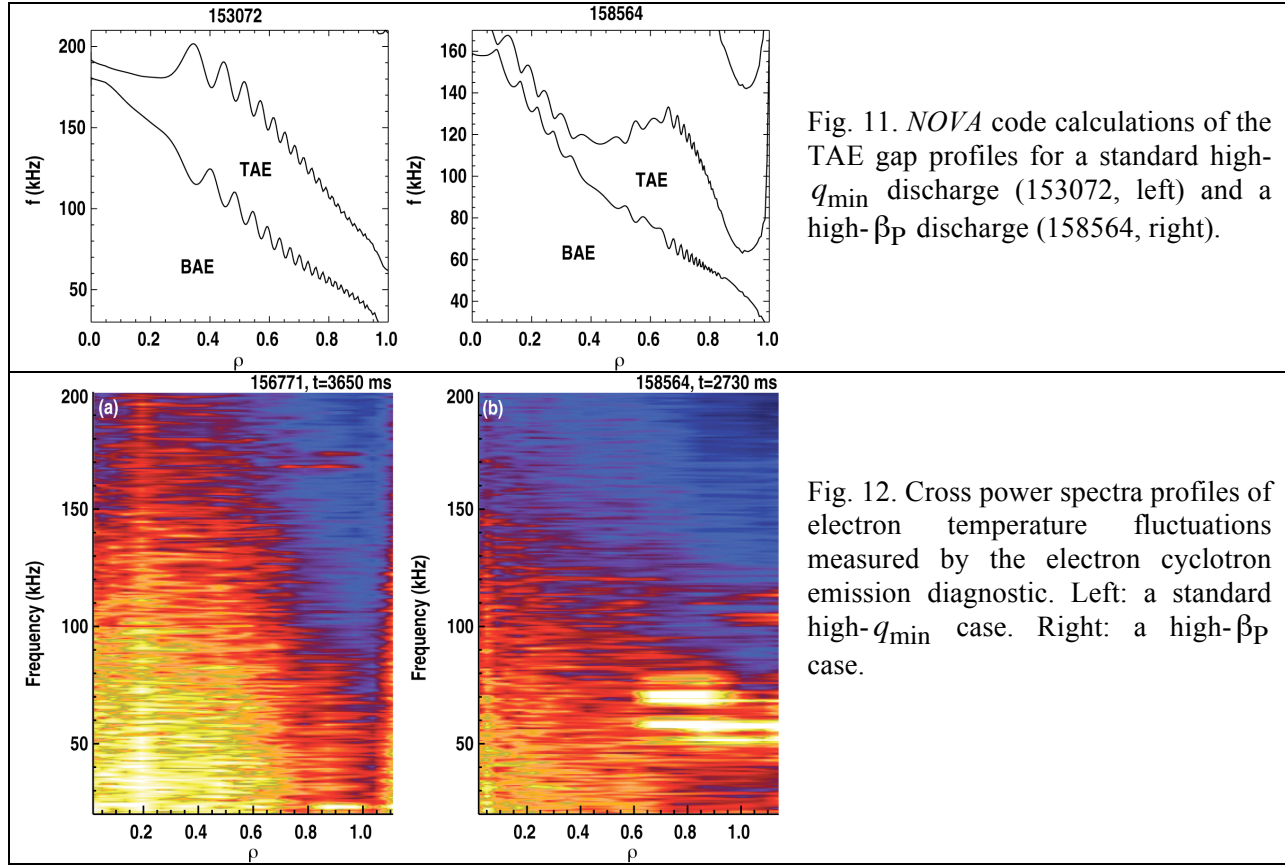 153072
200
150
100
50
f (kHz)
TAE
BAE
0.0 0.2 0.4 0.6 0.8 1.0
ρ
158564
160
140
120
100
80
60
40
f (kHz)
TAE
BAE
0.0 0.2 0.4 0.6 0.8 1.0
ρ
Fig. 11. NOVA code calculations of the
TAE gap profiles for a standard high-
qmin discharge (153072, left) and a
high-βP discharge (158564, right).
156771, t=3650 ms
(a)
200
150
100
50
Frequency (kHz)
0.2 0.4 0.6 0.8 1.0
ρ
158564, t=2730 ms
(b)
200
150
100
50
Frequency (kHz)
0.2 0.4 0.6 0.8 1.0
ρ
Fig. 12. Cross power spectra profiles of
electron temperature fluctuations
measured by the electron cyclotron
emission diagnostic. Left: a standard
high-qmin case. Right: a high-βP
case.